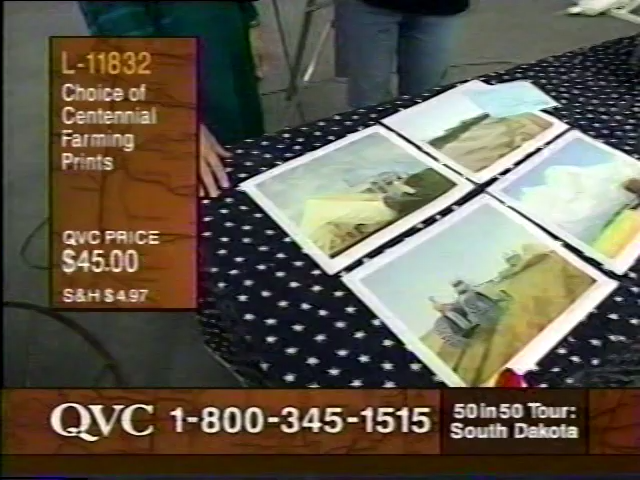 L-11832
Choice of
Centennial
Farming
Prints
QVC PRICE
$45.00
S&H $4.97
QVC 1-800-345-1515
50 in 50 Tour:
South Dakota